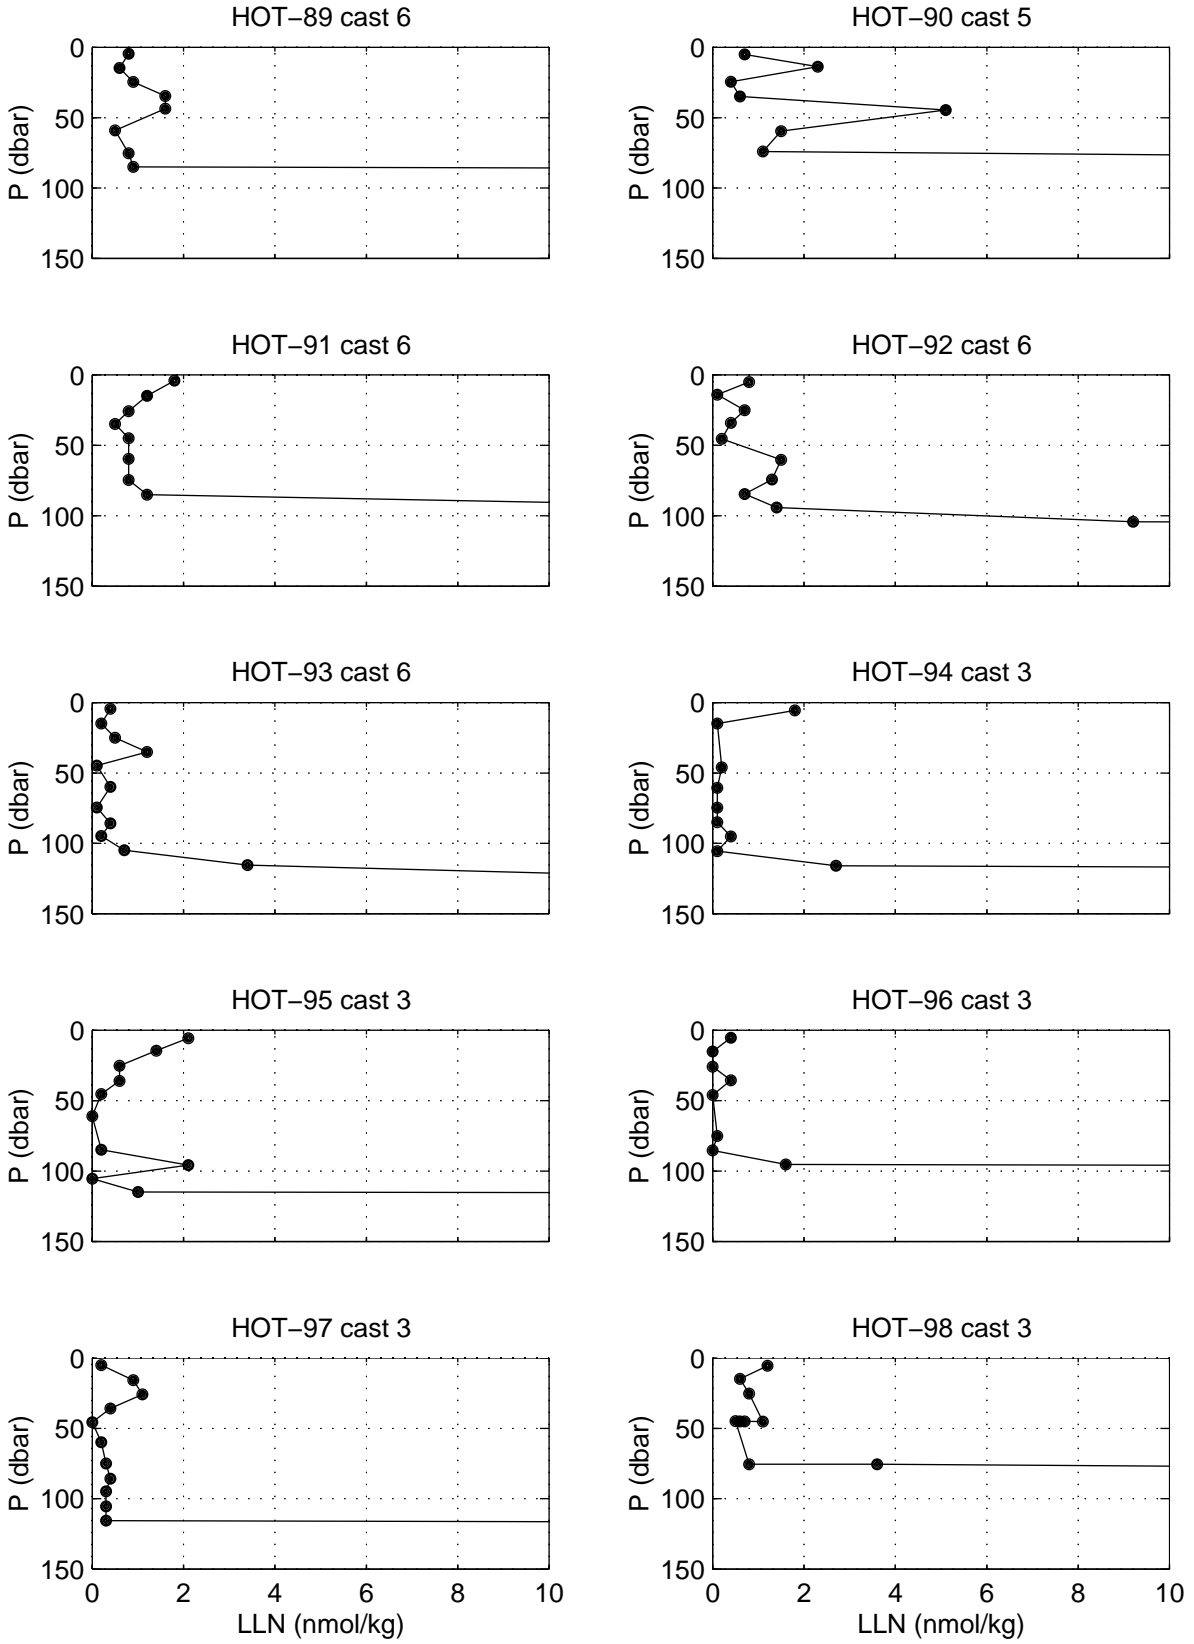 HOT−89 cast 6
0
50
100
150
P (dbar)
HOT−90 cast 5
0
50
100
150
P (dbar)
HOT−91 cast 6
0
50
100
150
P (dbar)
HOT−92 cast 6
0
50
100
150
P (dbar)
HOT−93 cast 6
0
50
100
150
P (dbar)
HOT−94 cast 3
0
50
100
150
P (dbar)
HOT−95 cast 3
0
50
100
150
P (dbar)
HOT−96 cast 3
0
50
100
150
P (dbar)
HOT−97 cast 3
0
50
100
150
P (dbar)
0 2 4 6 8 10
LLN (nmol/kg)
HOT−98 cast 3
0
50
100
150
P (dbar)
0 2 4 6 8 10
LLN (nmol/kg)